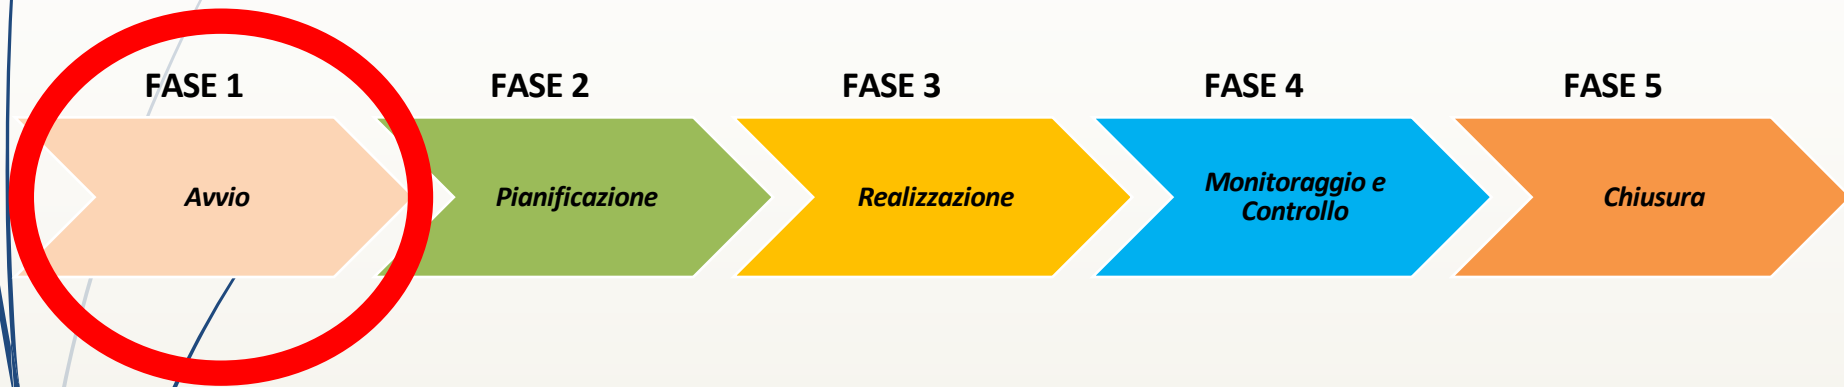 FASE 1
FASE 2
FASE 3
FASE 4
FASE 5
Avvio
Pianificazione
Realizzazione
Monitoraggio e
Controllo
Chiusura